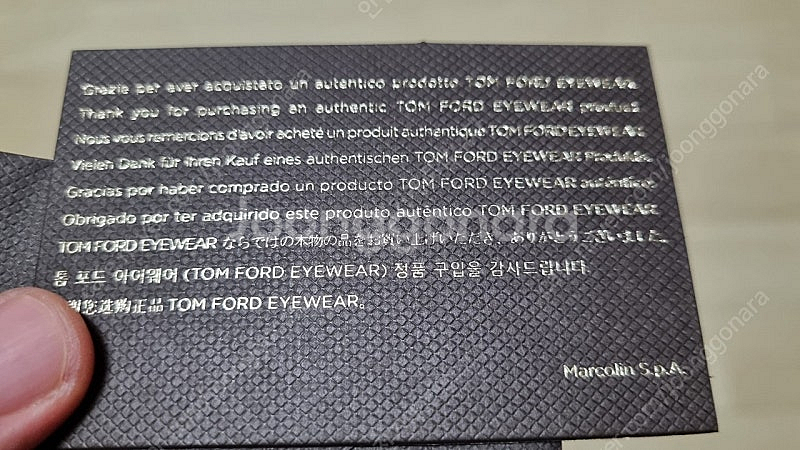 Grazie per aver acquistato un autentico prodotto TOM FORD EYEWEAR.
Thank you for purchasing an authentic TOM FORD EYEWEAR product.
Nous vous remercions d'avoir acheté un produit authentique TOM FORD EYEWEAR.
Vielen Dank für Ihren Kauf eines authentischen TOM FORD EYEWEAR Produkts.
Gracias por haber comprado un producto TOM FORD EYEWEAR auténtico.
Obrigado por ter adquirido este produto autêntico TOM FORD EYEWEAR.
TOM FORD EYEWEAR ならではの本物の品をお買い上げいただき、ありがとうございました。
톰 포드 아이웨어 (TOM FORD EYEWEAR) 정품 구입을 감사드립니다.
谢您选购正品 TOM FORD EYEWEAR。
Marcolin S.p.A.
Joonggonara